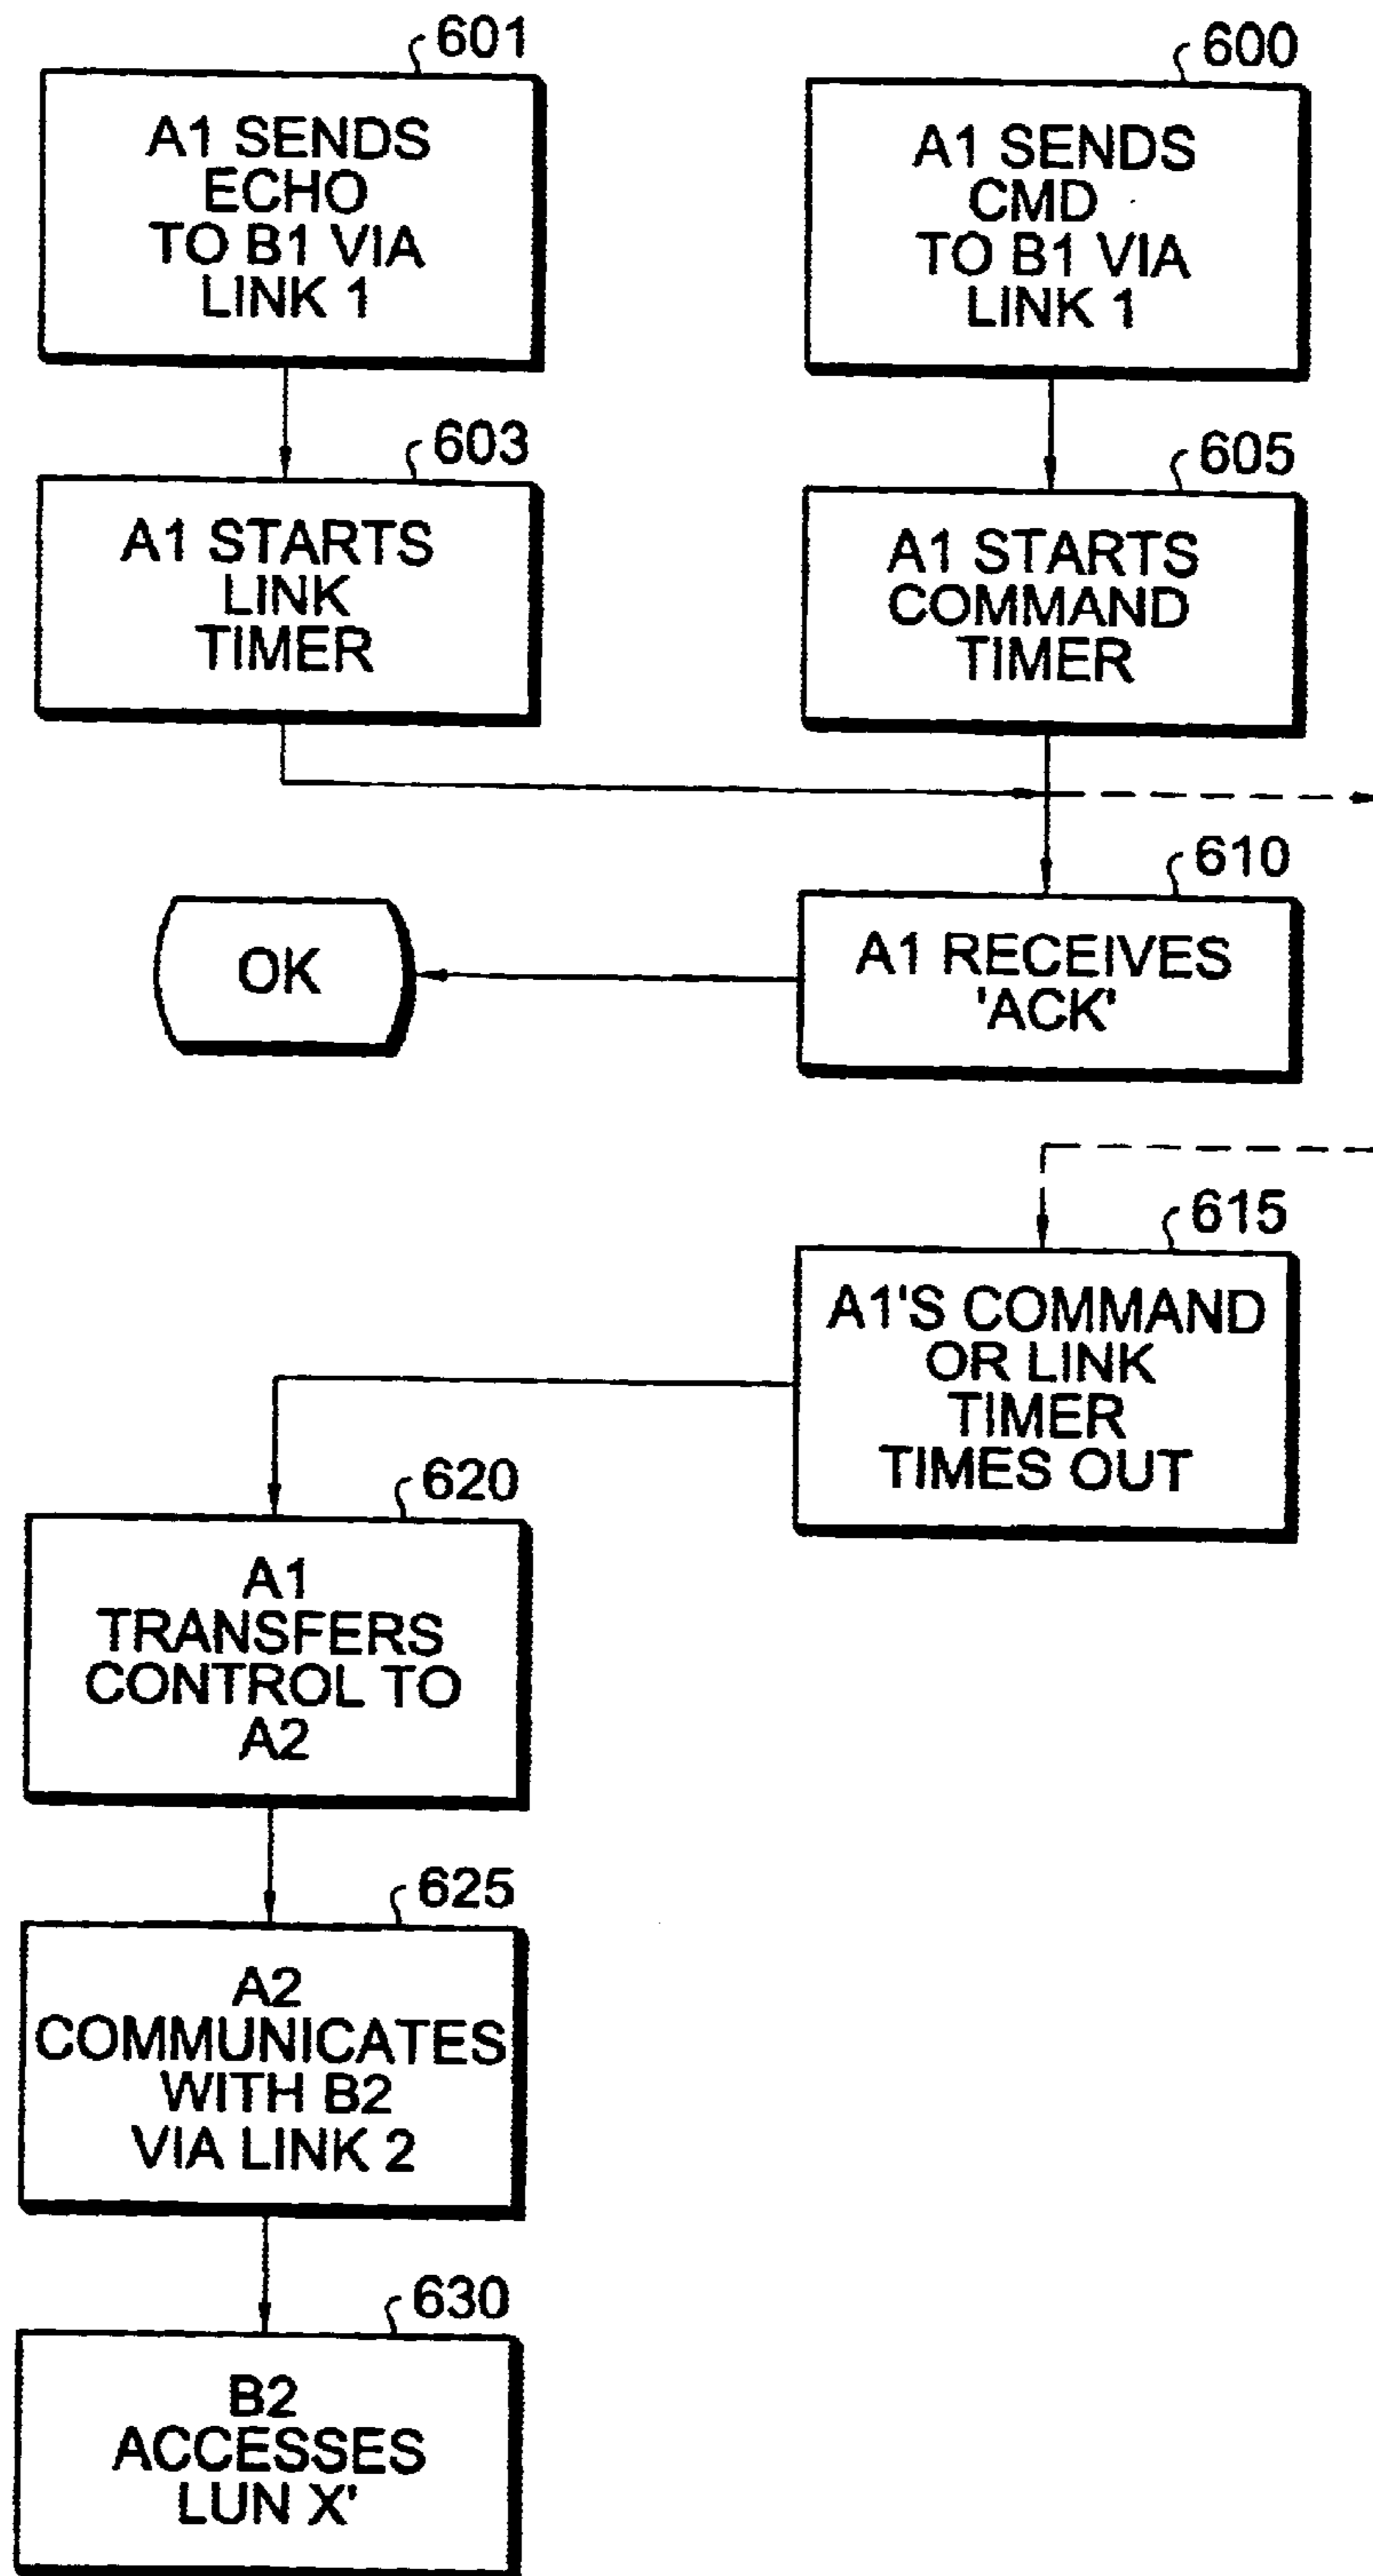 601
A1 SENDS
ECHO
TO B1 VIA
LINK 1
600
A1 SENDS
CMD
TO B1 VIA
LINK 1
603
A1 STARTS
LINK
TIMER
605
A1 STARTS
COMMAND
TIMER
610
A1 RECEIVES
'ACK'
OK
615
A1'S COMMAND
OR LINK
TIMER
TIMES OUT
620
A1
TRANSFERS
CONTROL TO
A2
625
A2
COMMUNICATES
WITH B2
VIA LINK 2
630
B2
ACCESSES
LUN X'